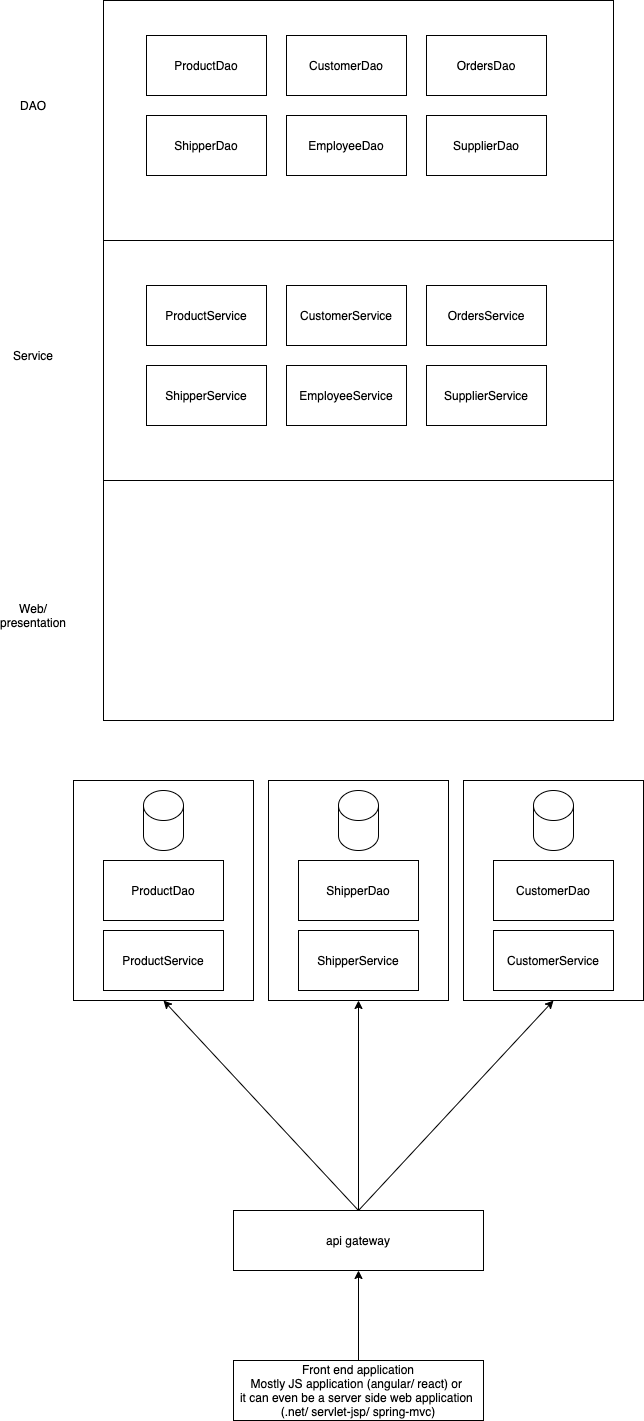 ProductDao
CustomerDao
OrdersDao
DAO
ShipperDao
EmployeeDao
SupplierDao
ProductService
CustomerService
OrdersService
Service
ShipperService
EmployeeService
SupplierService
Web/
presentation
ProductDao
ShipperDao
CustomerDao
ProductService
ShipperService
CustomerService
api gateway
Front end application
Mostly JS application (angular/ react) or
it can even be a server side web application
(.net/ servlet-jsp/ spring-mvc)